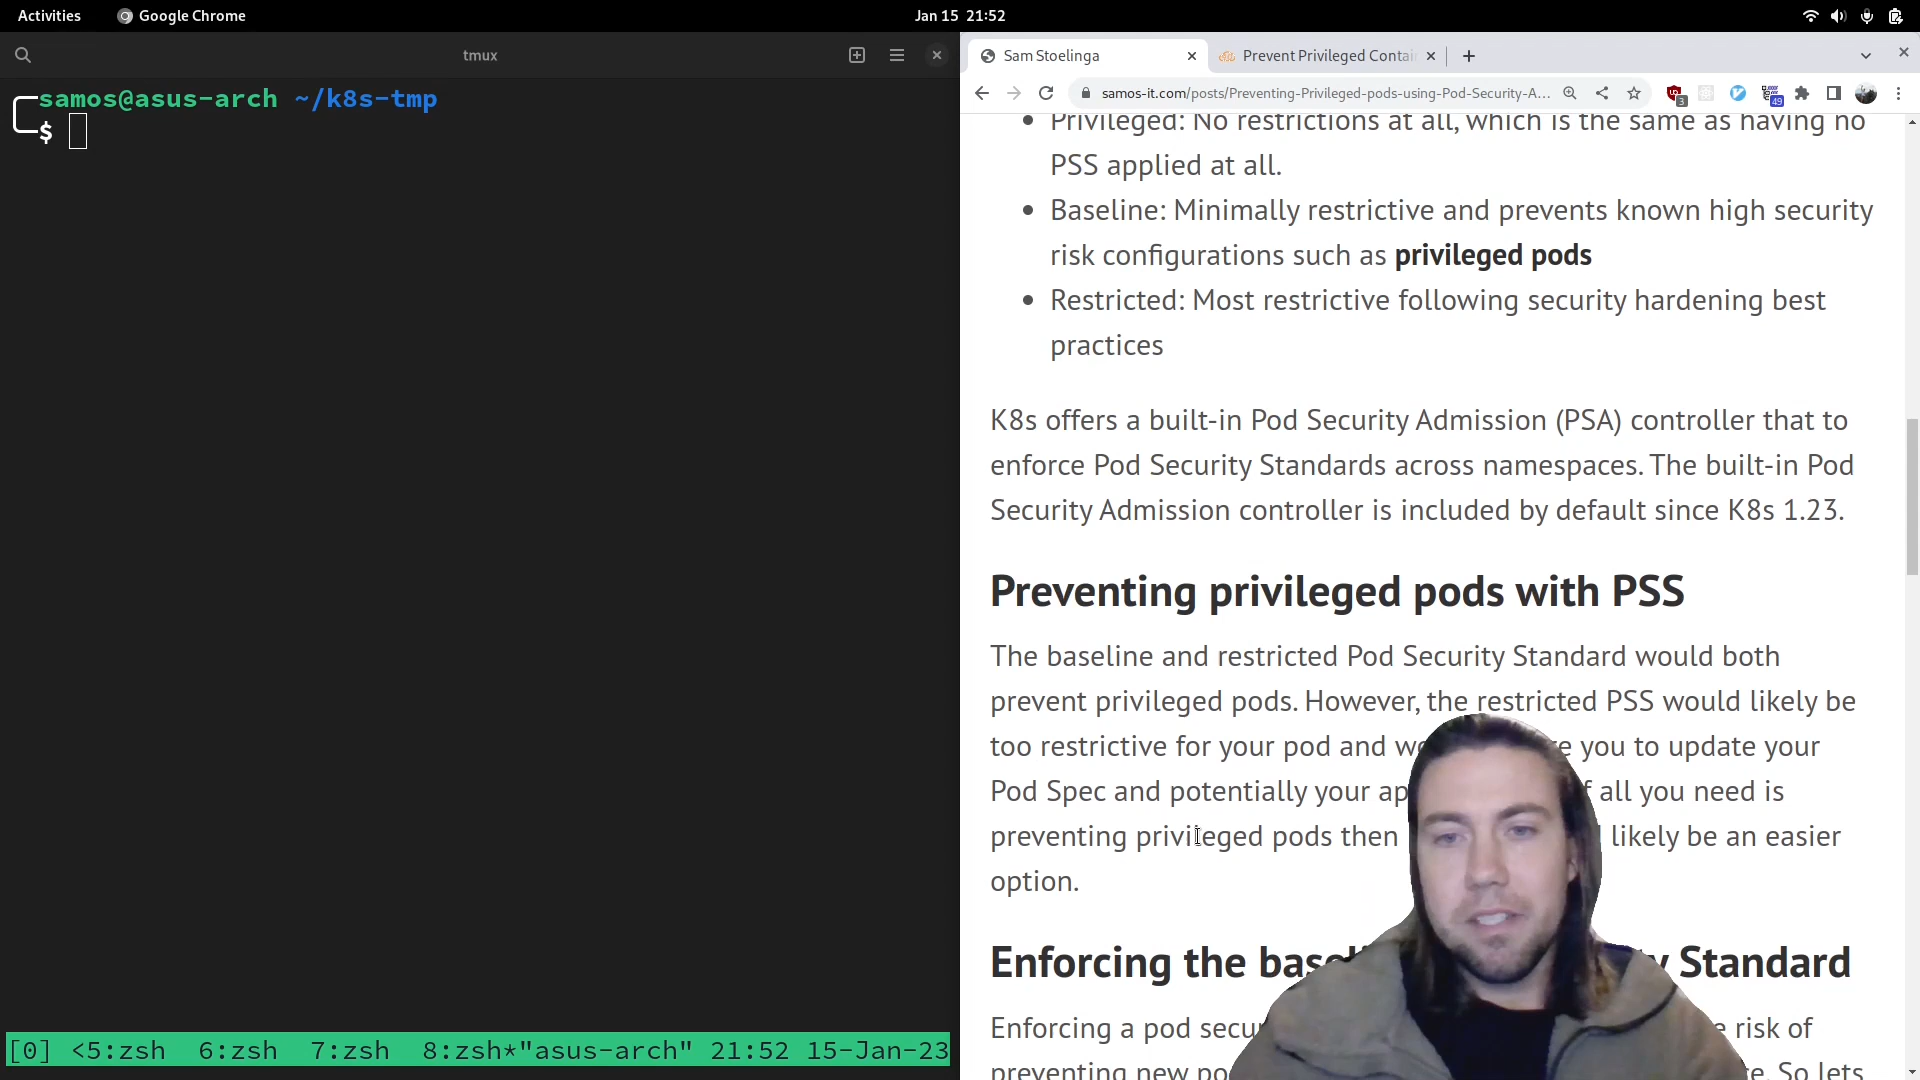 Activities
Google Chrome
Jan 15 21:52
tmux
samos@asus-arch ~/k8s-tmp
$
[0] <5:zsh 6:zsh 7:zsh 8:zsh*"asus-arch" 21:52 15-Jan-23
Sam Stoelinga
Prevent Privileged Contai
samos-it.com/posts/Preventing-Privileged-pods-using-Pod-Security-A...
3
49
Privileged: No restrictions at all, which is the same as having no
PSS applied at all.
Baseline: Minimally restrictive and prevents known high security
risk configurations such as privileged pods
Restricted: Most restrictive following security hardening best
practices
K8s offers a built-in Pod Security Admission (PSA) controller that to
enforce Pod Security Standards across namespaces. The built-in Pod
Security Admission controller is included by default since K8s 1.23.
Preventing privileged pods with PSS
The baseline and restricted Pod Security Standard would both
prevent privileged pods. However, the restricted PSS would likely be
too restrictive for your pod and you to update your
Pod Spec and potentially your all you need is
preventing privileged pods then likely be an easier
option.
Enforcing the Standard
Enforcing a pod risk of
preventing new So lets